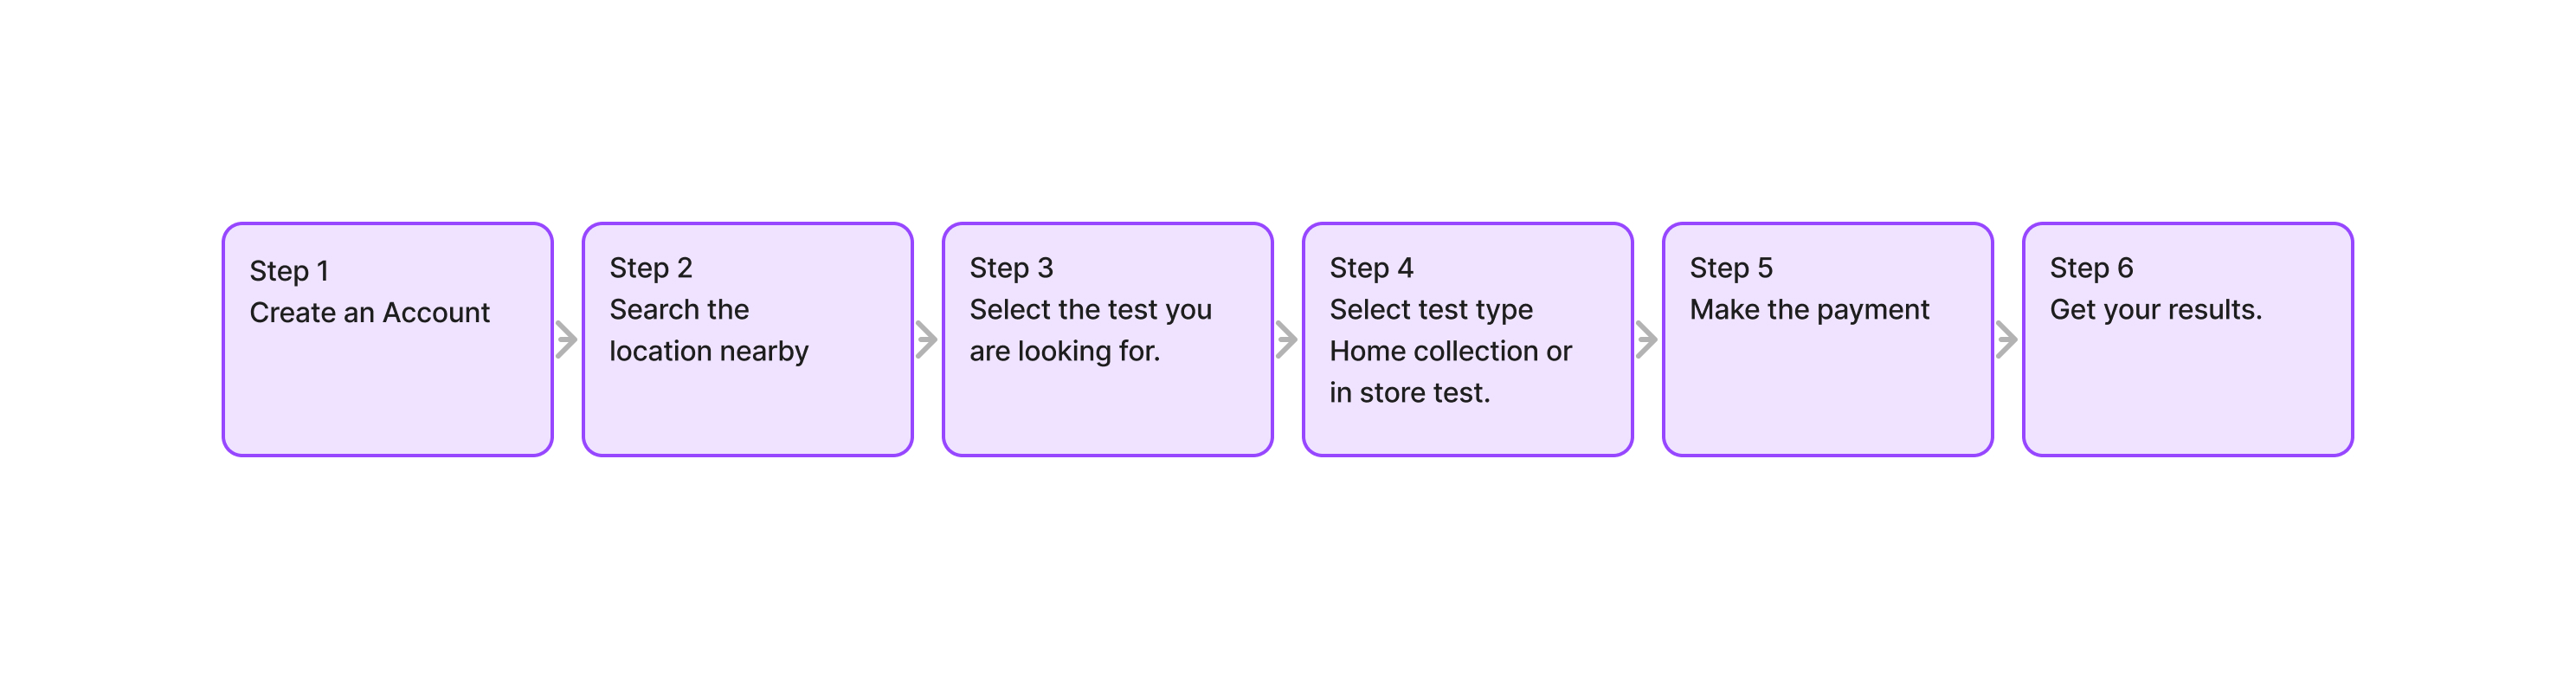 Step 1
Create an Account
Step 2
Search the
location nearby
Step 3
Select the test you
are looking for.
Step 4
Select test type
Home collection or
in store test.
Step 5
Make the payment
Step 6
Get your results.